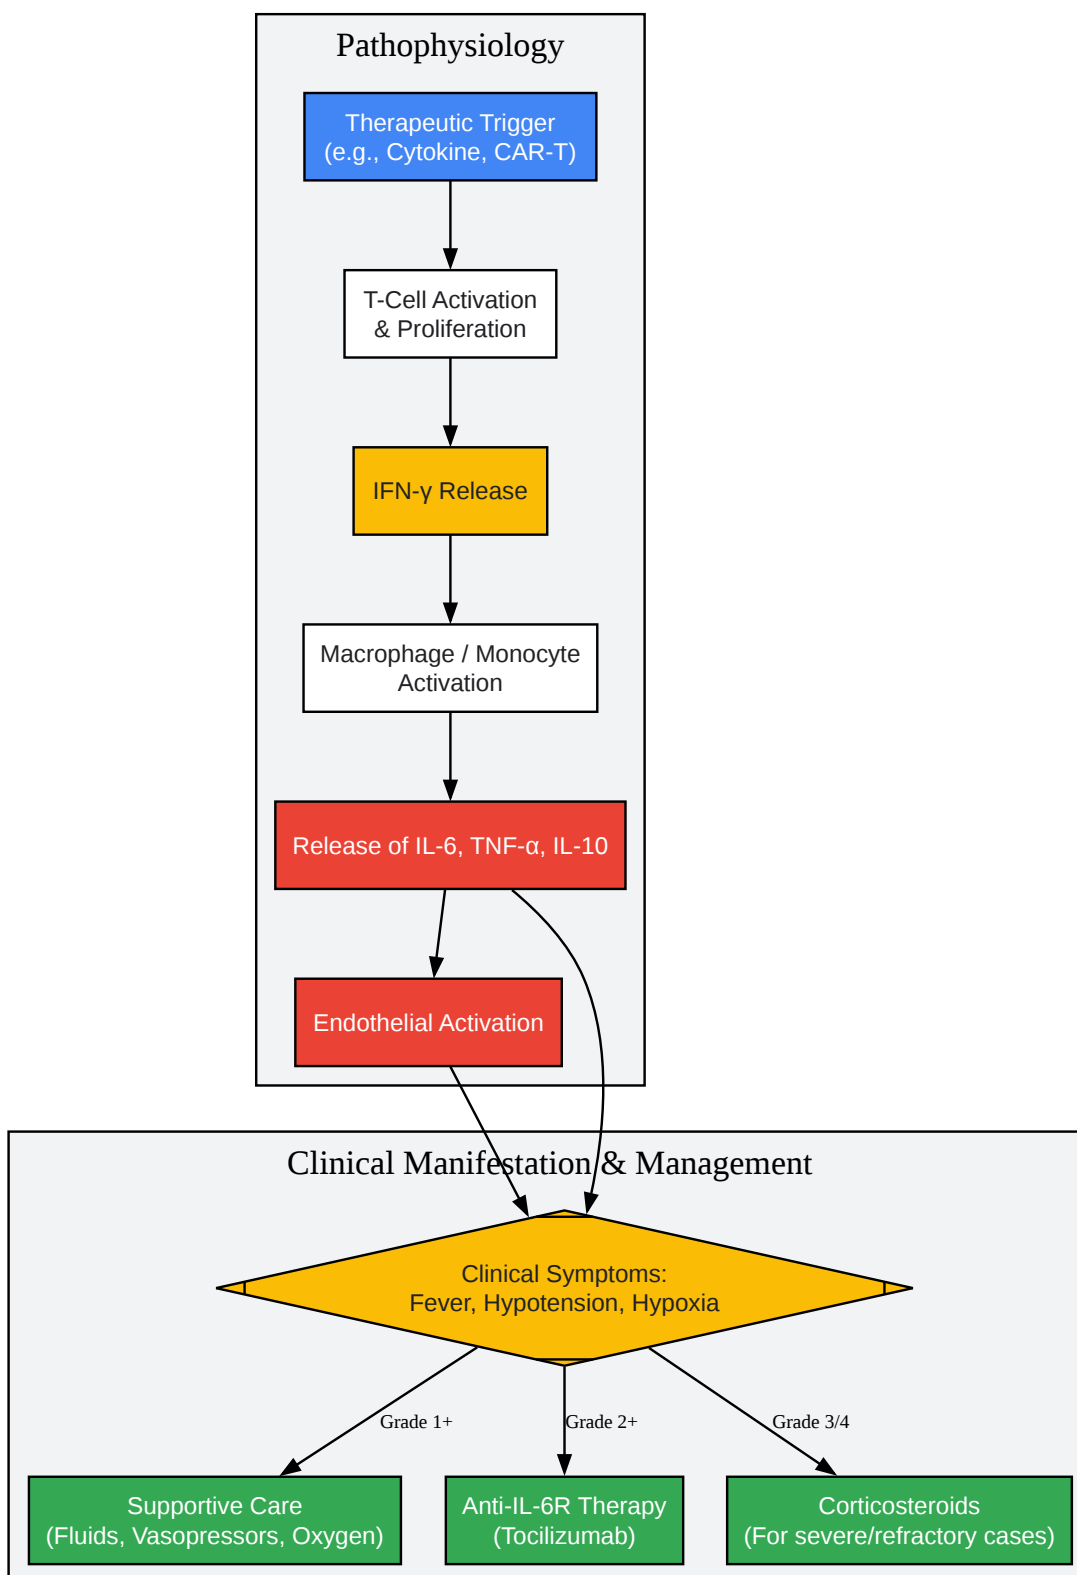 Pathophysiology
Therapeutic Trigger
(e.g., Cytokine, CAR-T)
T-Cell Activation
& Proliferation
IFN-γ Release
Macrophage / Monocyte
Activation
Release of IL-6, TNF-α, IL-10
Endothelial Activation
Clinical Manifestation & Management
Clinical Symptoms:
Fever, Hypotension, Hypoxia
Grade 1+
Grade 2+
Grade 3/4
Supportive Care
(Fluids, Vasopressors, Oxygen)
Anti-IL-6R Therapy
(Tocilizumab)
Corticosteroids
(For severe/refractory cases)